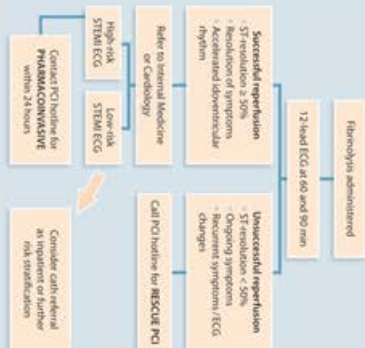 Fibrinolysis administered
12-lead ECG at 60 and 90 min
Successful reperfusion
◦ ST-resolution ≥ 50%
◦ Resolution of symptoms
◦ Accelerated idioventricular
rhythm
Unsuccessful reperfusion
◦ ST-resolution < 50%
◦ Ongoing symptoms
◦ Recurrent symptoms / ECG
changes
Refer to Internal Medicine
or Cardiology
Call PCI hotline for RESCUE PCI
High-risk
STEMI ECG
Low-risk
STEMI ECG
Contact PCI hotline for
PHARMACOINVASIVE
within 24 hours
Consider cath referral
as inpatient or further
risk stratification